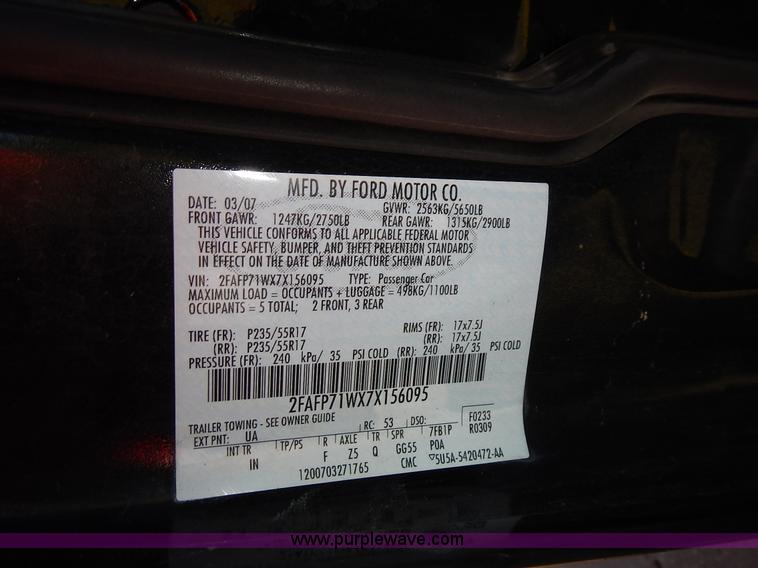 MFD. BY FORD MOTOR CO.
DATE: 03/07 GVWR: 2563KG/5650LB
FRONT GAWR: 1247KG/2750LB REAR GAWR: 1315KG/2900LB
THIS VEHICLE CONFORMS TO ALL APPLICABLE FEDERAL MOTOR
VEHICLE SAFETY, BUMPER, AND THEFT PREVENTION STANDARDS
IN EFFECT ON THE DATE OF MANUFACTURE SHOWN ABOVE.
VIN: 2FAFP71WX7X156095 TYPE: Passenger Car
MAXIMUM LOAD = OCCUPANTS + LUGGAGE = 498KG/1100LB
OCCUPANTS = 5 TOTAL; 2 FRONT, 3 REAR
TIRE (FR): P235/55R17 RIMS (FR): 17x7.5J
(RR): P235/55R17 (RR): 17x7.5J
PRESSURE (FR): 240 kPa/ 35 PSI COLD (RR): 240 kPa/ 35 PSI COLD
2FAFP71WX7X156095
TRAILER TOWING - SEE OWNER GUIDE
EXT PNT: UA RC: 53 DSO: F0233
INT TR TP/PS R AXLE TR SPR 7FB1P R0309
IN F Z5 Q GG55 POA
1200703271765 CMC ▽5U5A-5420472-AA
www.purplewave.com